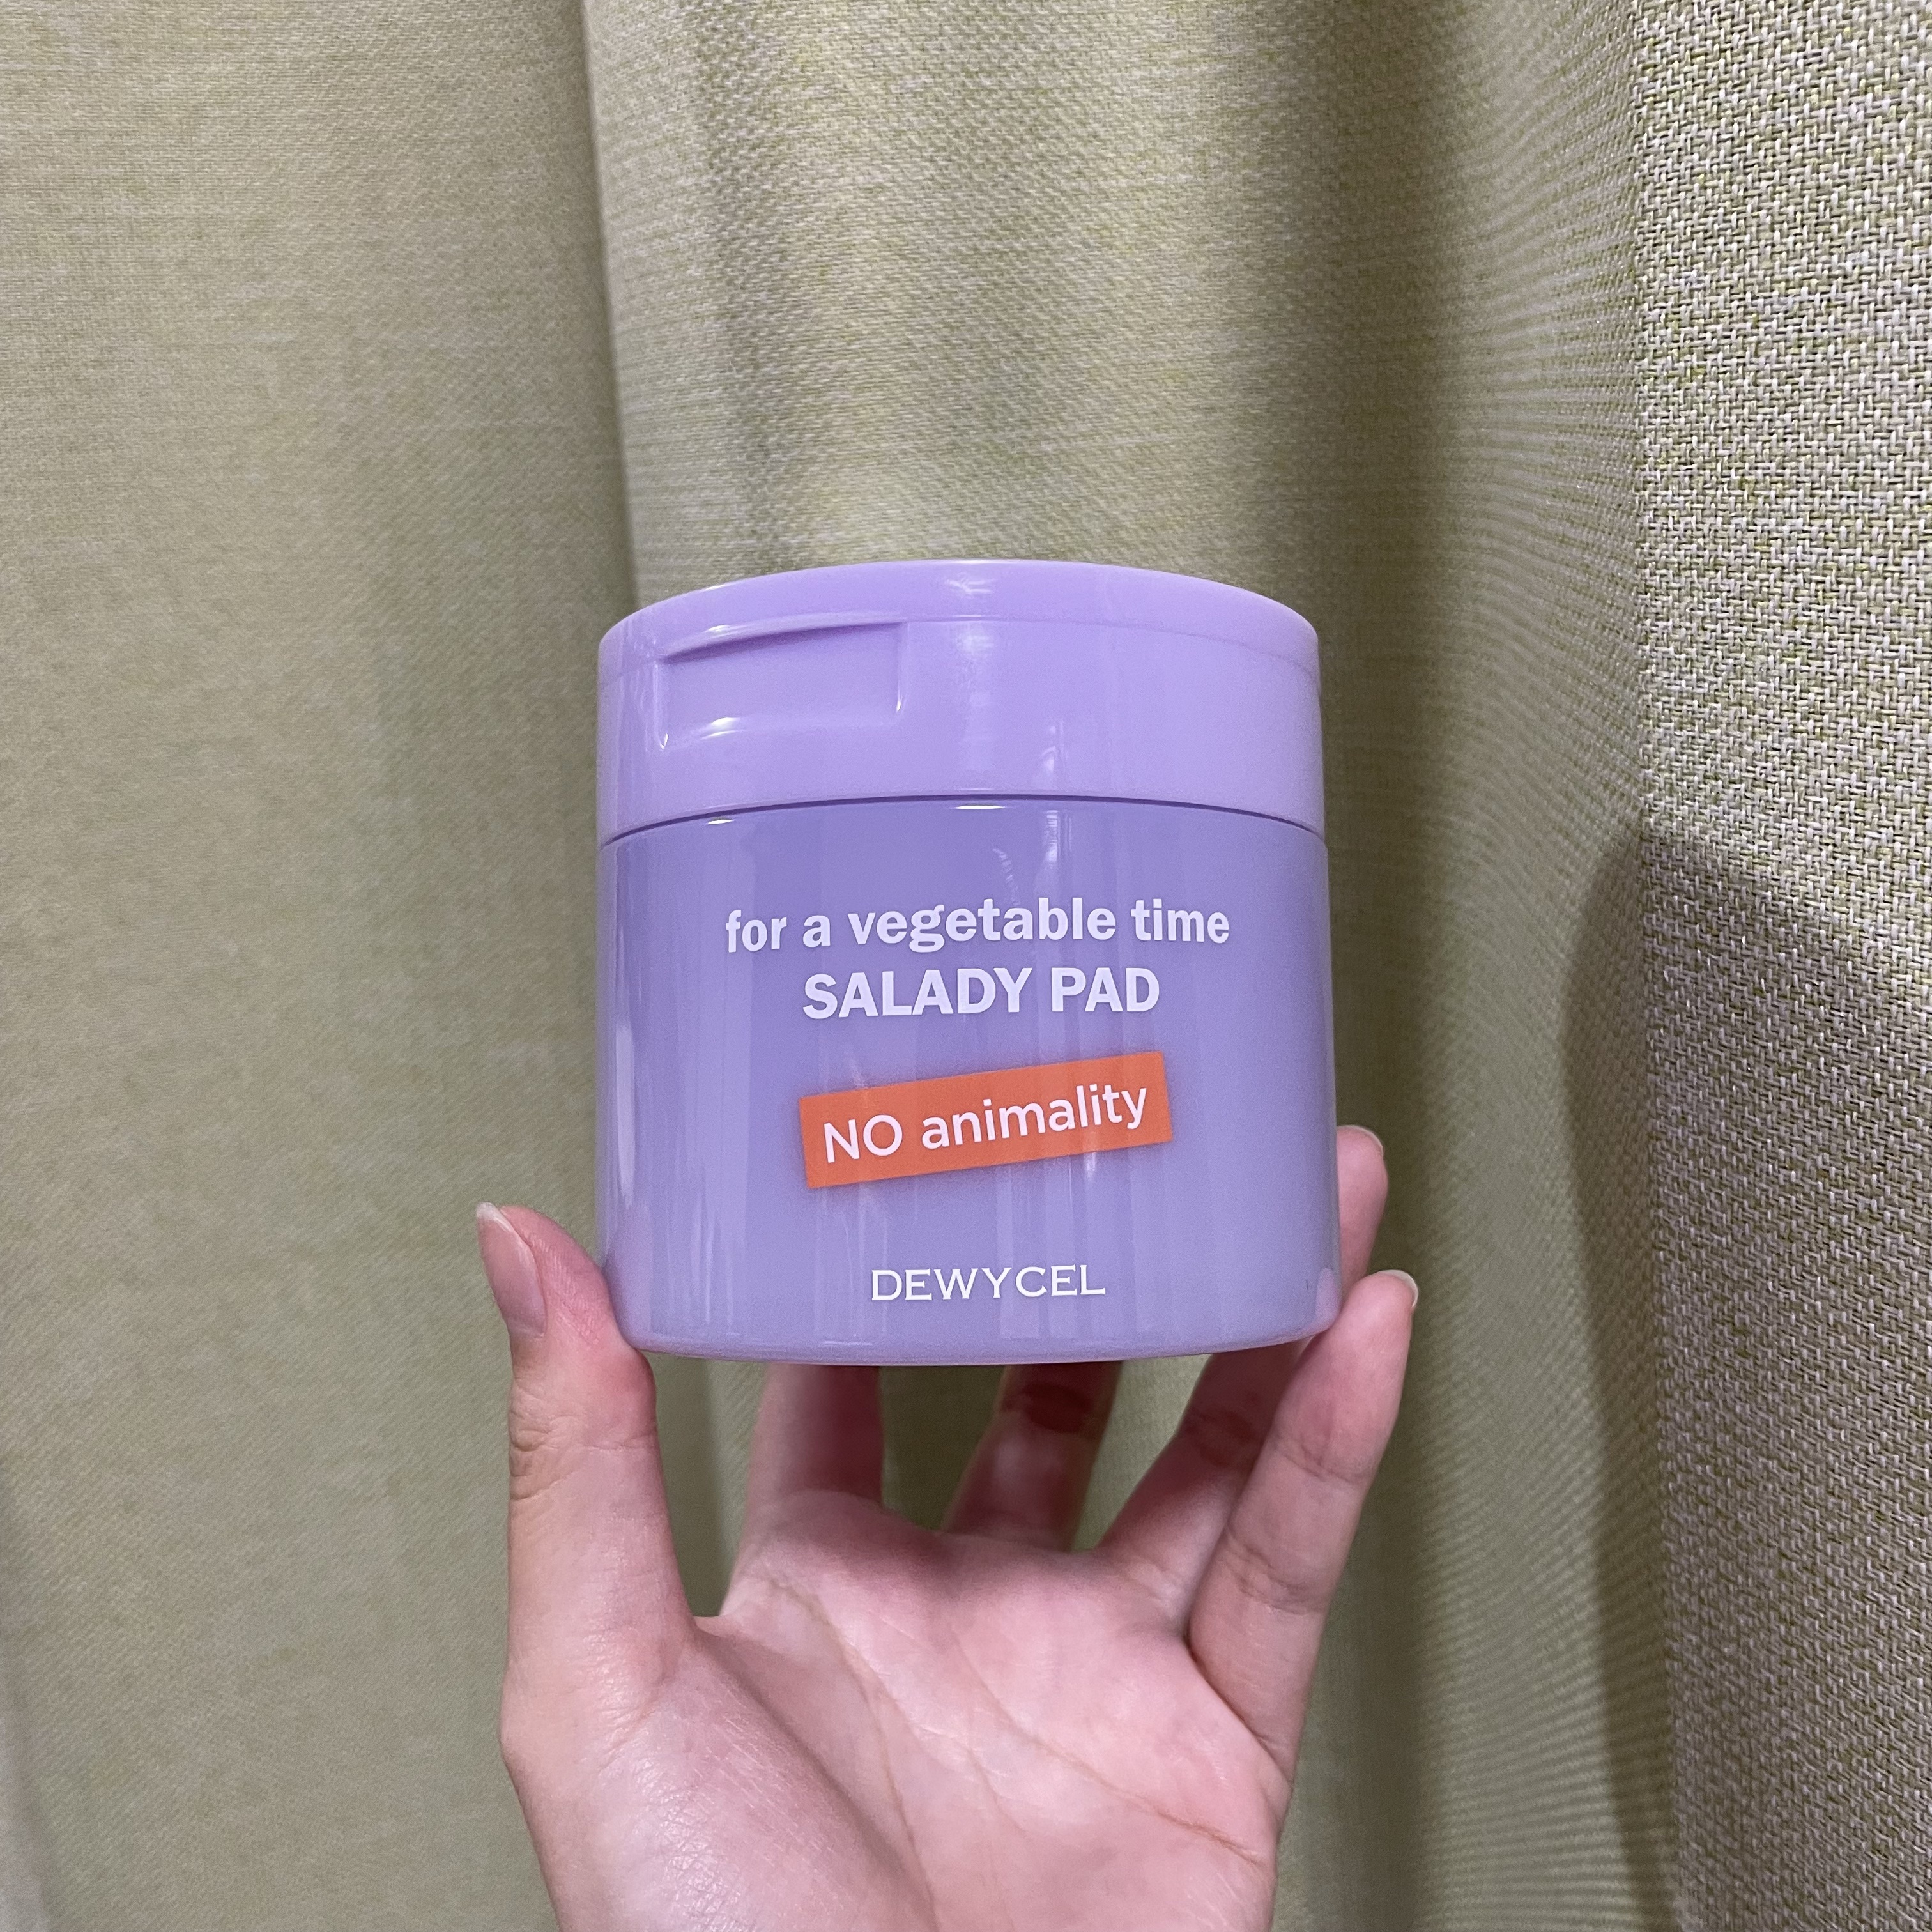 for a vegetable time
SALADY PAD
NO animality
DEWYCEL